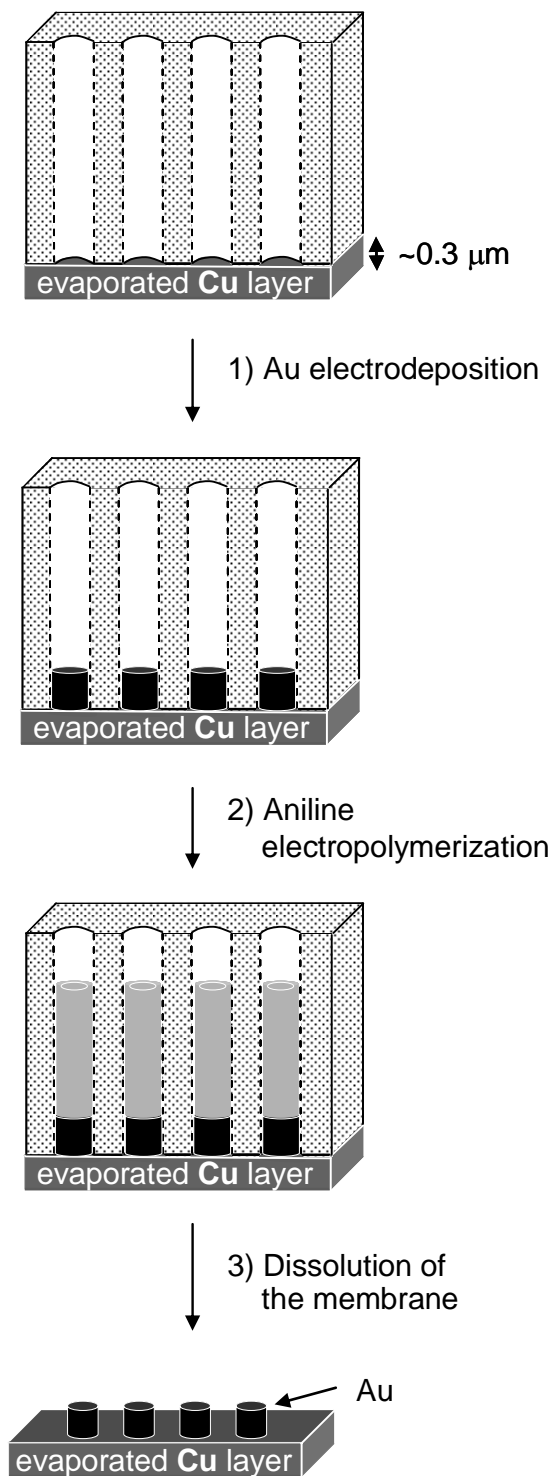 ~0.3 μm
evaporated Cu layer
1) Au electrodeposition
evaporated Cu layer
2) Aniline
electropolymerization
evaporated Cu layer
3) Dissolution of
the membrane
Au
evaporated Cu layer